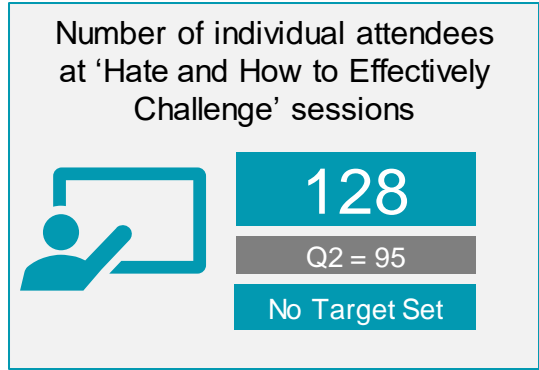 Number of individual attendees
at ‘Hate and How to Effectively
Challenge’ sessions
128
Q2 = 95
No Target Set